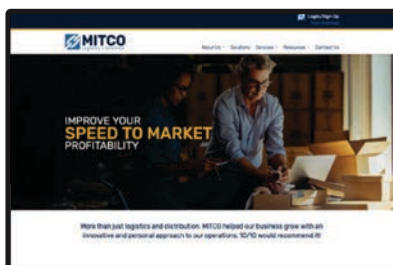 Login/Sign Up
MITCO
About Us
Locations
Services
Resources
Contact Us
IMPROVE YOUR
SPEED TO MARKET
PROFITABILITY
More than just logistics and distribution. MITCO helped our business grow with an
innovative and personal approach to our operations. 10/10 would recommend it!